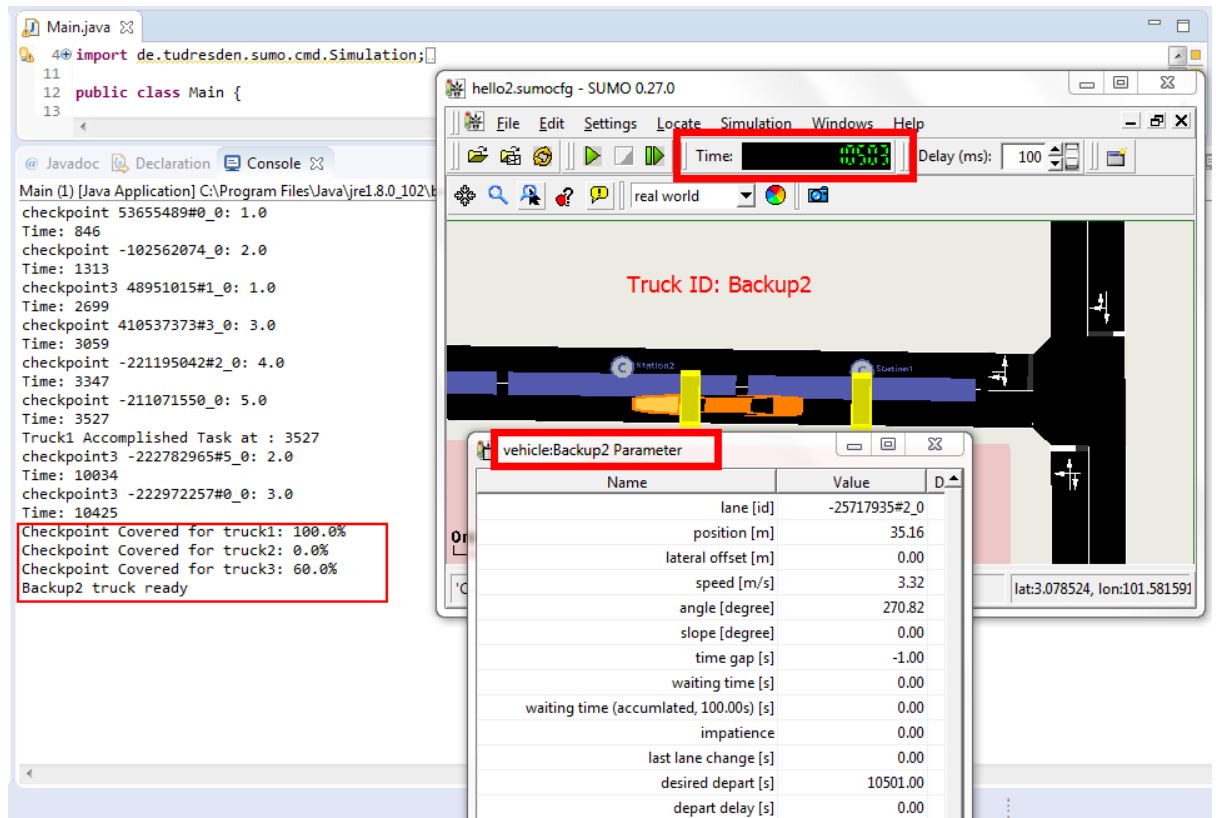 Main.java
4 import de.tudresden.sumo.cmd.Simulation;
11
12 public class Main {
13
@ Javadoc Declaration Console
Main (1) [Java Application] C:\Program Files\Java\jre1.8.0_102\b
checkpoint 53655489#0_0: 1.0
Time: 846
checkpoint -102562074_0: 2.0
Time: 1313
checkpoint3 48951015#1_0: 1.0
Time: 2699
checkpoint 410537373#3_0: 3.0
Time: 3059
checkpoint -221195042#2_0: 4.0
Time: 3347
checkpoint -211071550_0: 5.0
Time: 3527
Truck1 Accomplished Task at : 3527
checkpoint3 -222782965#5_0: 2.0
Time: 10034
checkpoint3 -222972257#0_0: 3.0
Time: 10425
Checkpoint Covered for truck1: 100.0%
Checkpoint Covered for truck2: 0.0%
Checkpoint Covered for truck3: 60.0%
Backup2 truck ready
hello2.sumocfg - SUMO 0.27.0
File Edit Settings Locate Simulation Windows Help
Time: 10503 Delay (ms): 100
real world
Truck ID: Backup2
C Station2
C Station1
vehicle:Backup2 Parameter
Name Value D
lane [id] -25717935#2_0
position [m] 35.16
lateral offset [m] 0.00
speed [m/s] 3.32
angle [degree] 270.82
slope [degree] 0.00
time gap [s] -1.00
waiting time [s] 0.00
waiting time (accumlated, 100.00s) [s] 0.00
impatience 0.00
last lane change [s] 0.00
desired depart [s] 10501.00
depart delay [s] 0.00
lat:3.078524, lon:101.581591